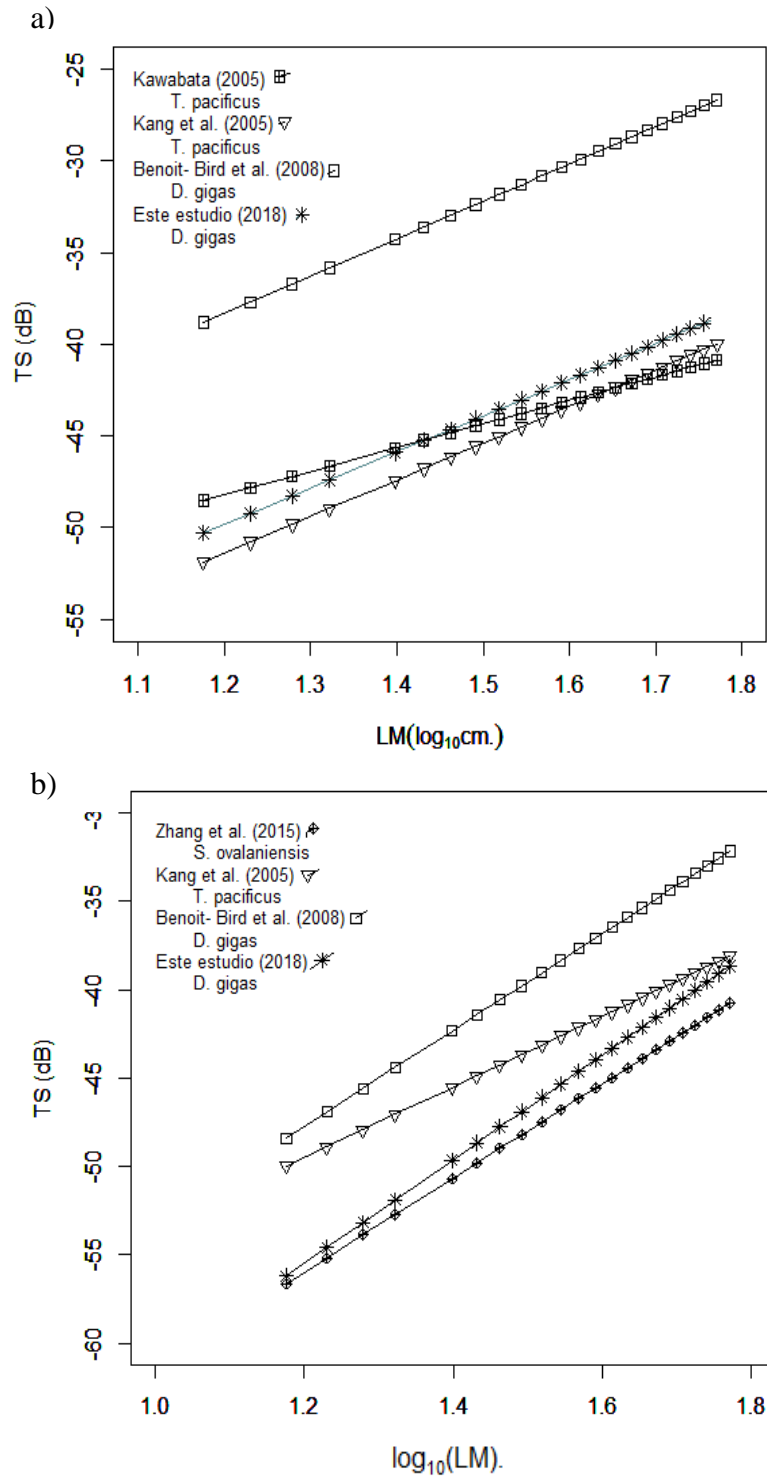 a)
-25
-30
-35
-40
-45
-50
-55
TS (dB)
Kawabata (2005)
T. pacificus
Kang et al. (2005)
T. pacificus
Benoit- Bird et al. (2008)
D. gigas
Este estudio (2018)
D. gigas
1.1 1.2 1.3 1.4 1.5 1.6 1.7 1.8
LM(log₁₀cm.)
b)
-3
-35
-40
-45
-50
-55
-60
TS (dB)
Zhang et al. (2015)
S. ovalaniensis
Kang et al. (2005)
T. pacificus
Benoit- Bird et al. (2008)
D. gigas
Este estudio (2018)
D. gigas
1.0 1.2 1.4 1.6 1.8
log₁₀(LM).